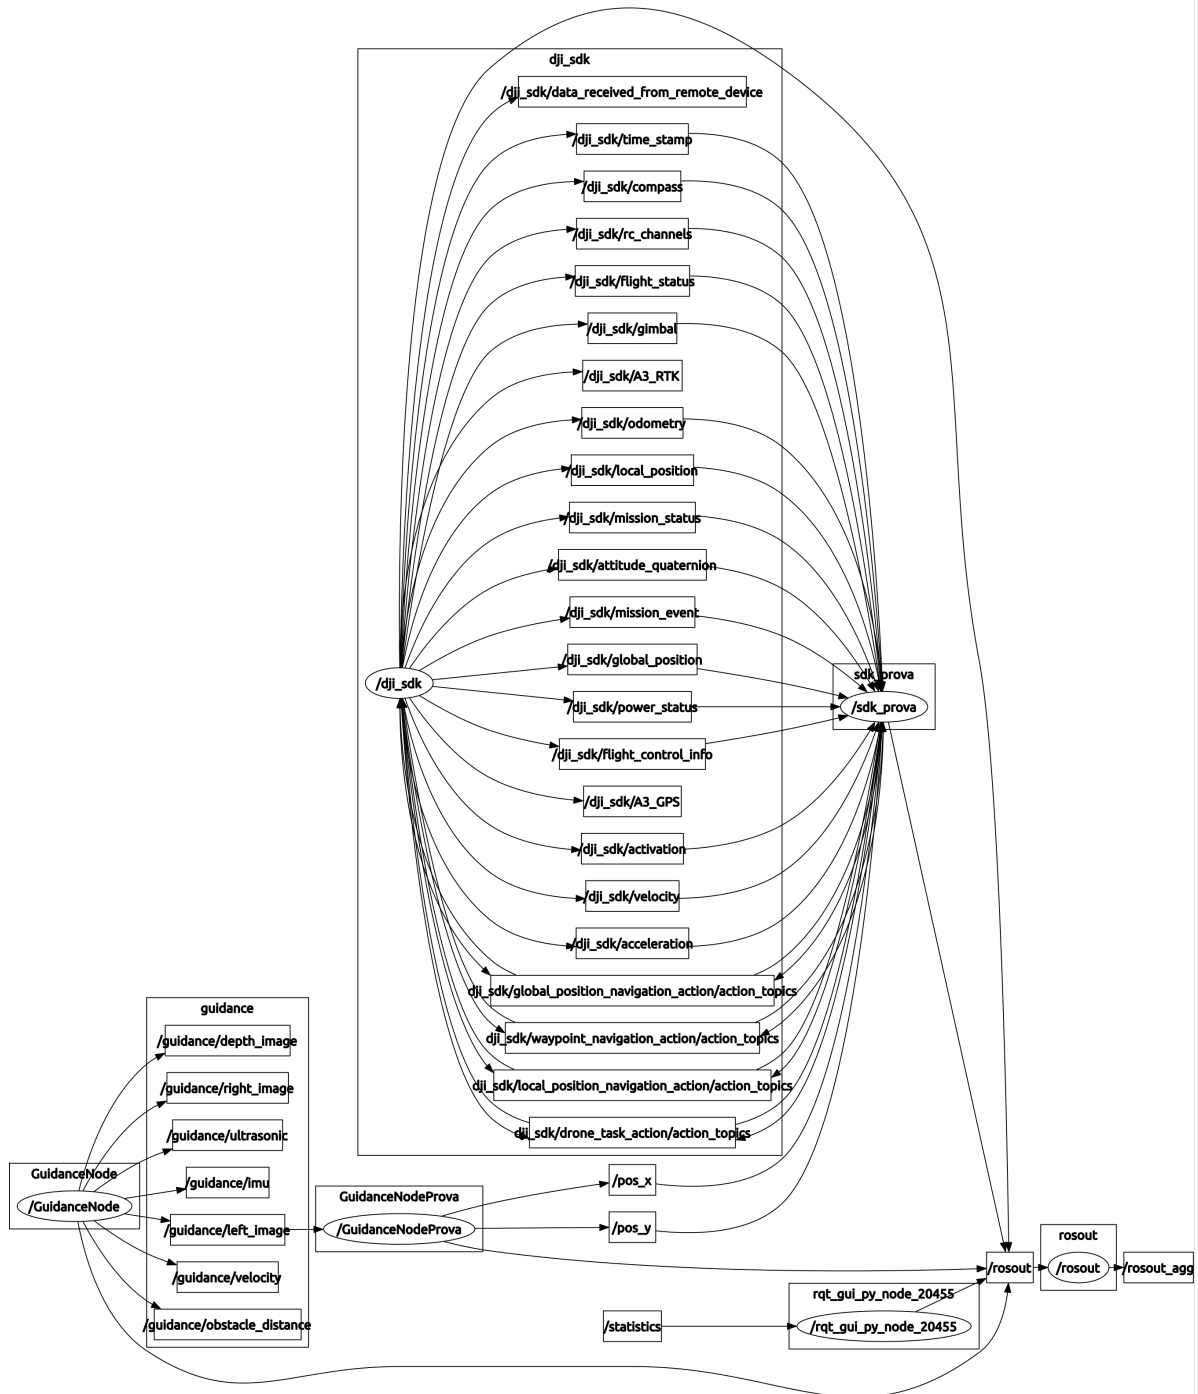 dji_sdk
/dji_sdk/data_received_from_remote_device
/dji_sdk/time_stamp
/dji_sdk/compass
/dji_sdk/rc_channels
/dji_sdk/flight_status
/dji_sdk/gimbal
/dji_sdk/A3_RTK
/dji_sdk/odometry
/dji_sdk/local_position
/dji_sdk/mission_status
/dji_sdk/attitude_quaternion
/dji_sdk/mission_event
/dji_sdk/global_position
/dji_sdk
sdk_prova
/sdk_prova
/dji_sdk/power_status
/dji_sdk/flight_control_info
/dji_sdk/A3_GPS
/dji_sdk/activation
/dji_sdk/velocity
/dji_sdk/acceleration
dji_sdk/global_position_navigation_action/action_topics
dji_sdk/waypoint_navigation_action/action_topics
dji_sdk/local_position_navigation_action/action_topics
dji_sdk/drone_task_action/action_topics
guidance
/guidance/depth_image
/guidance/right_image
/guidance/ultrasonic
/guidance/imu
/guidance/left_image
/guidance/velocity
/guidance/obstacle_distance
GuidanceNode
/GuidanceNode
GuidanceNodeProva
/GuidanceNodeProva
/pos_x
/pos_y
/statistics
rqt_gui_py_node_20455
/rqt_gui_py_node_20455
/rosout
rosout
/rosout
/rosout_agg